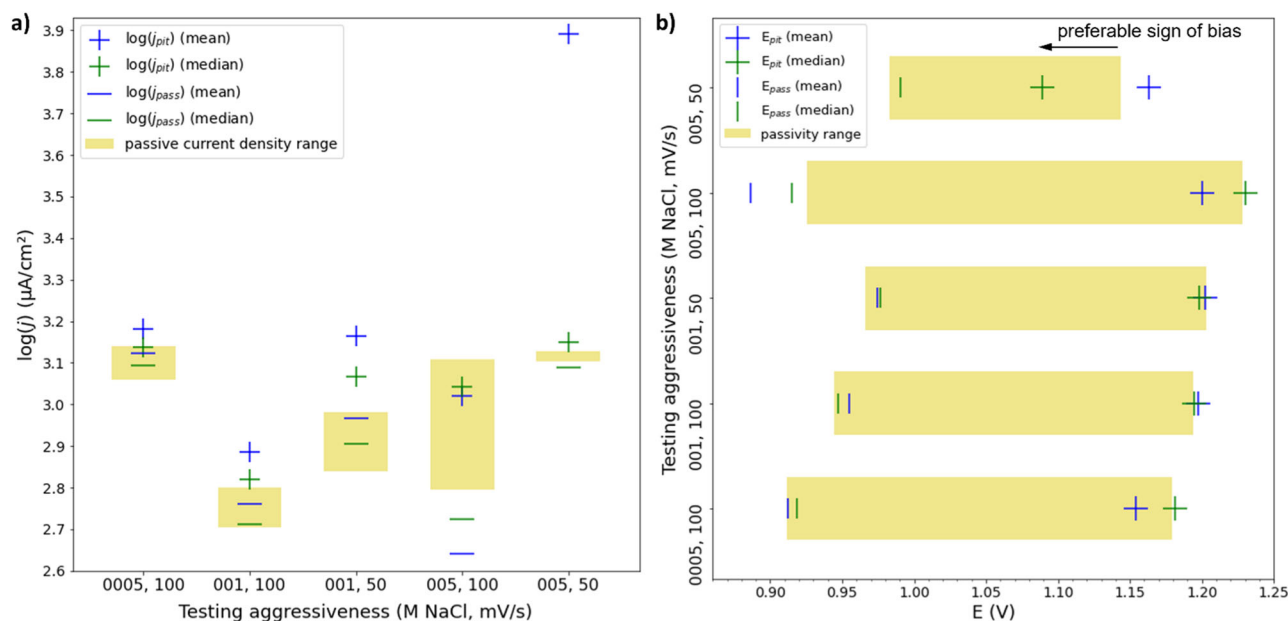 a)
3.9
3.8
3.7
3.6
3.5
3.4
3.3
3.2
3.1
3.0
2.9
2.8
2.7
2.6
log(j) (μA/cm²)
log(jpit) (mean)
log(jpit) (median)
log(jpass) (mean)
log(jpass) (median)
passive current density range
0005, 100 001, 100 001, 50 005, 100 005, 50
Testing aggressiveness (M NaCl, mV/s)
b)
Epit (mean)
Epit (median)
Epass (mean)
Epass (median)
passivity range
preferable sign of bias
Testing aggressiveness (M NaCl, mV/s)
005, 50
005, 100
001, 50
001, 100
0005, 100
0.90 0.95 1.00 1.05 1.10 1.15 1.20 1.25
E (V)